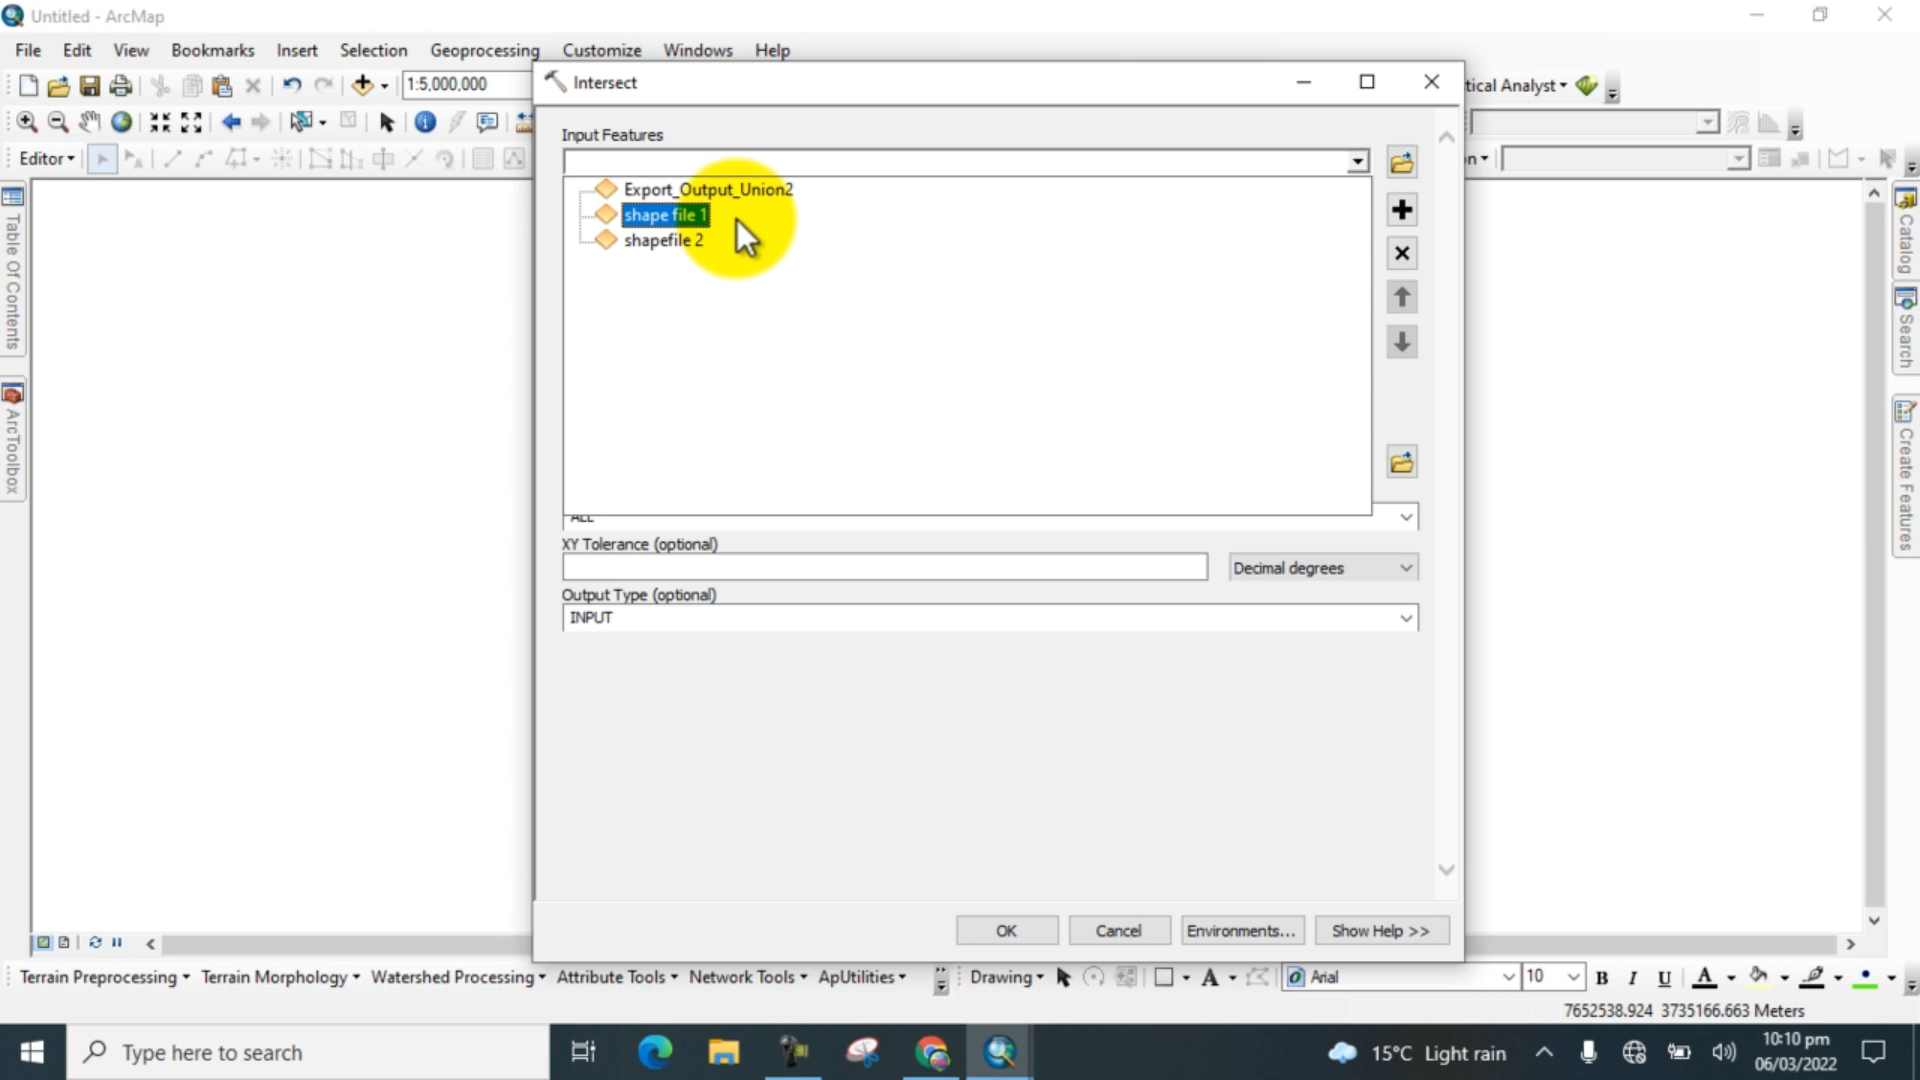 Untitled - ArcMap
File Edit View Bookmarks Insert Selection Geoprocessing Customize Windows Help
1:5,000,000
Intersect
tical Analyst
Editor
n
Input Features
Export_Output_Union2
shape file 1
shapefile 2
ALL
XY Tolerance (optional)
Decimal degrees
Output Type (optional)
INPUT
OK Cancel Environments... Show Help >>
Table Of Contents
ArcToolbox
Catalog
Search
Create Features
Terrain Preprocessing Terrain Morphology Watershed Processing Attribute Tools Network Tools ApUtilities Drawing A Arial 10 B I U A
7652538.924 3735166.663 Meters
Type here to search
15°C Light rain
10:10 pm
06/03/2022